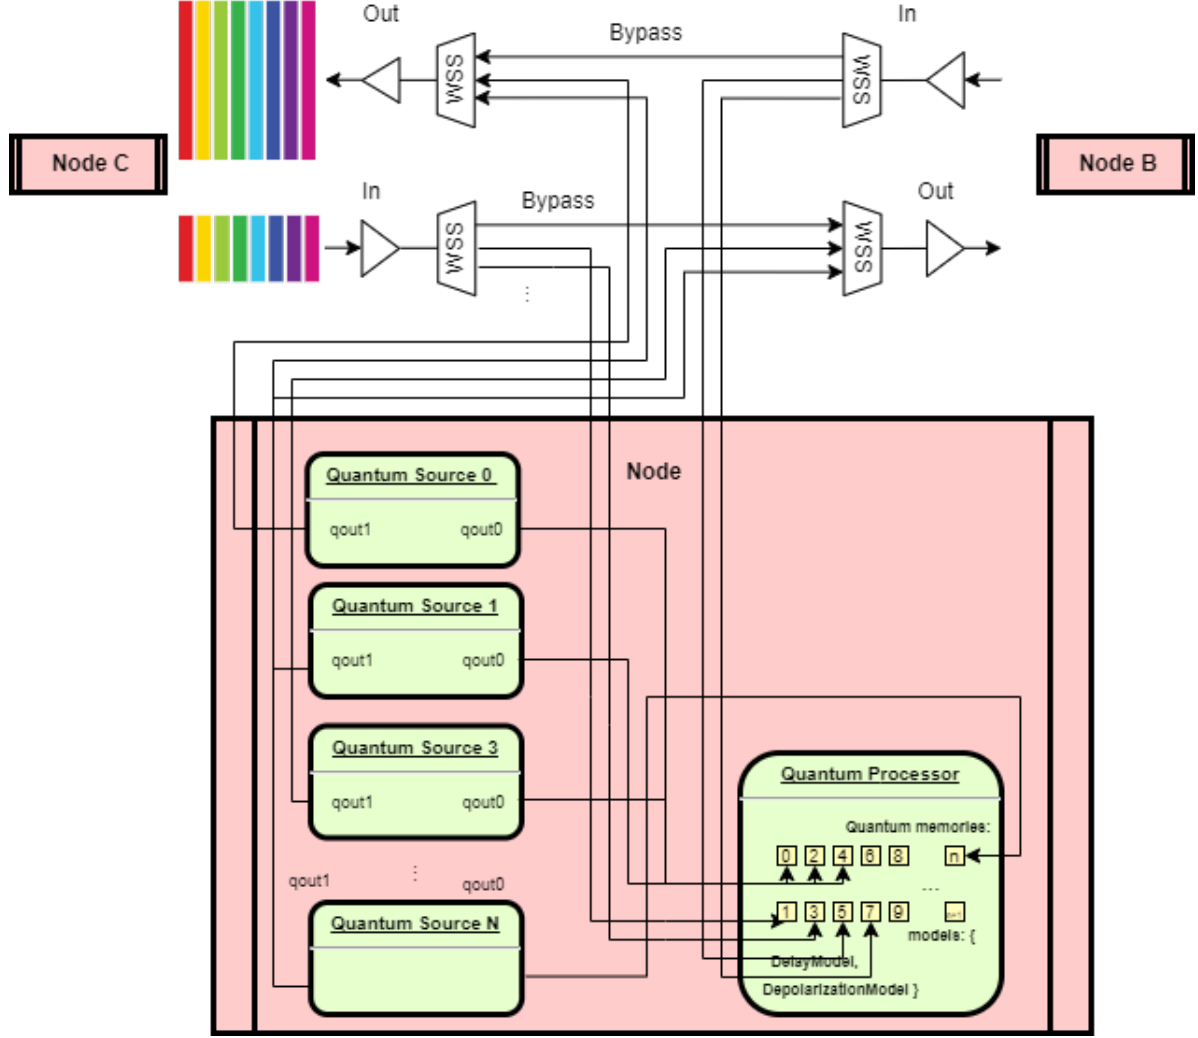 Out
Bypass
In
WSS
WSS
Node C
Node B
In
Bypass
Out
WSS
WSS
⋮
Node
Quantum Source 0
qout1 qout0
Quantum Source 1
qout1 qout0
Quantum Source 3
qout1 qout0
qout1 ⋮ qout0
Quantum Source N
Quantum Processor
Quantum memories:
0 2 4 6 8 n
...
1 3 5 7 9
models: {
DelayModel,
DepolarizationModel }